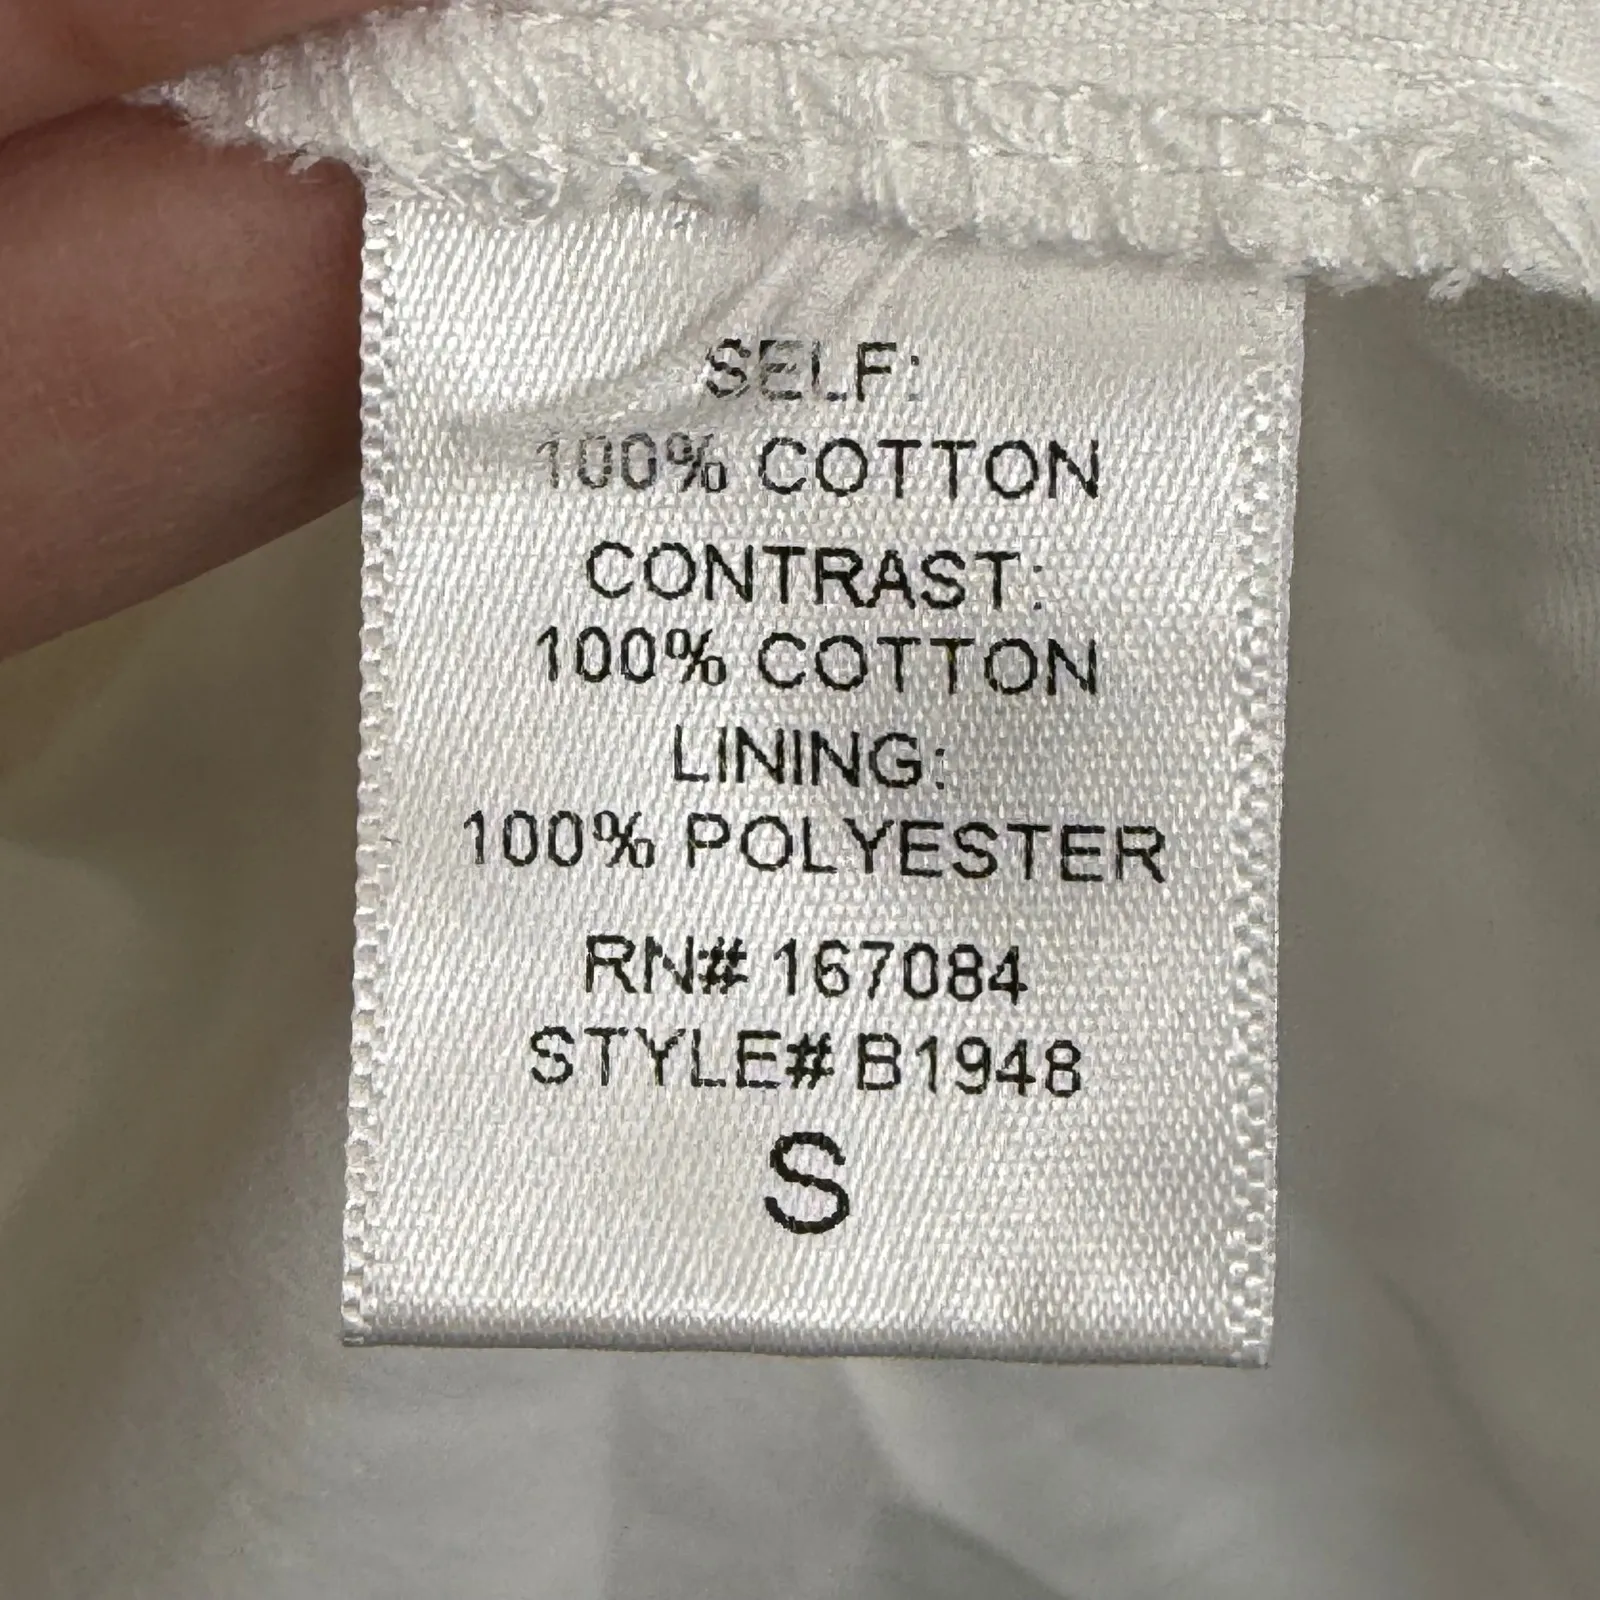 SELF:
100% COTTON
CONTRAST:
100% COTTON
LINING:
100% POLYESTER
RN# 167084
STYLE# B1948
S